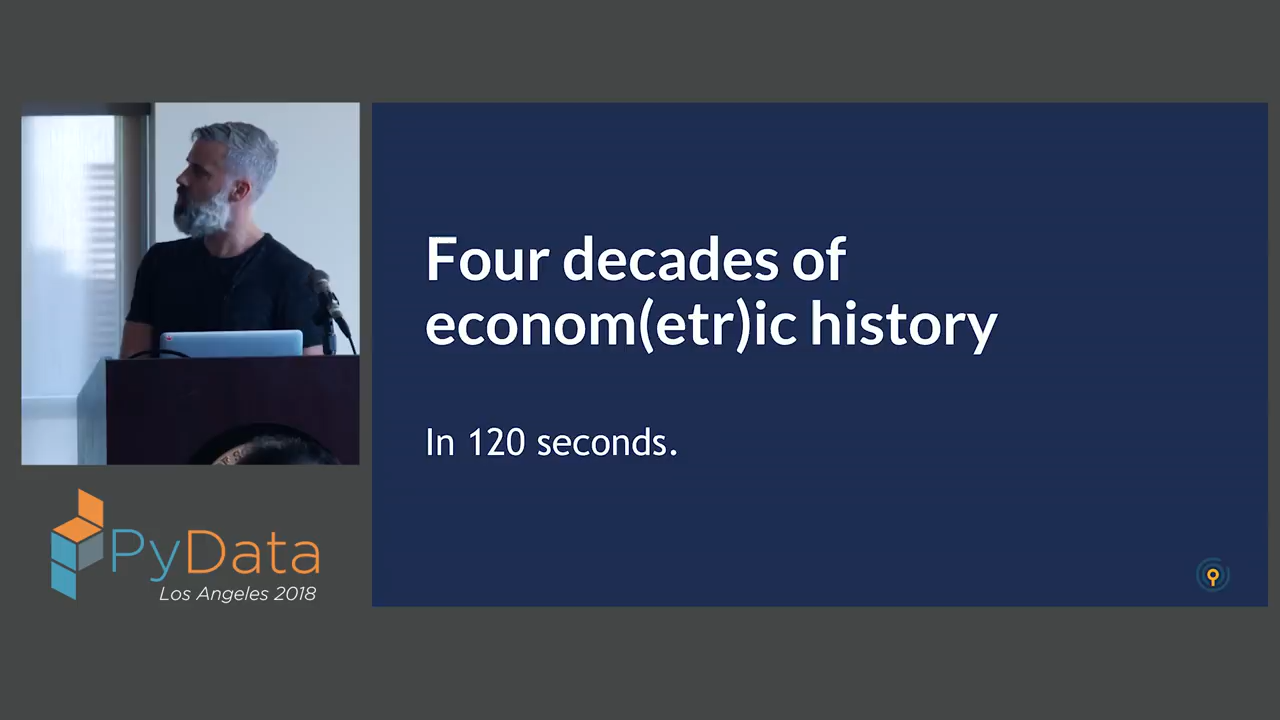 Four decades of
econom(etr)ic history
In 120 seconds.
PyData
Los Angeles 2018